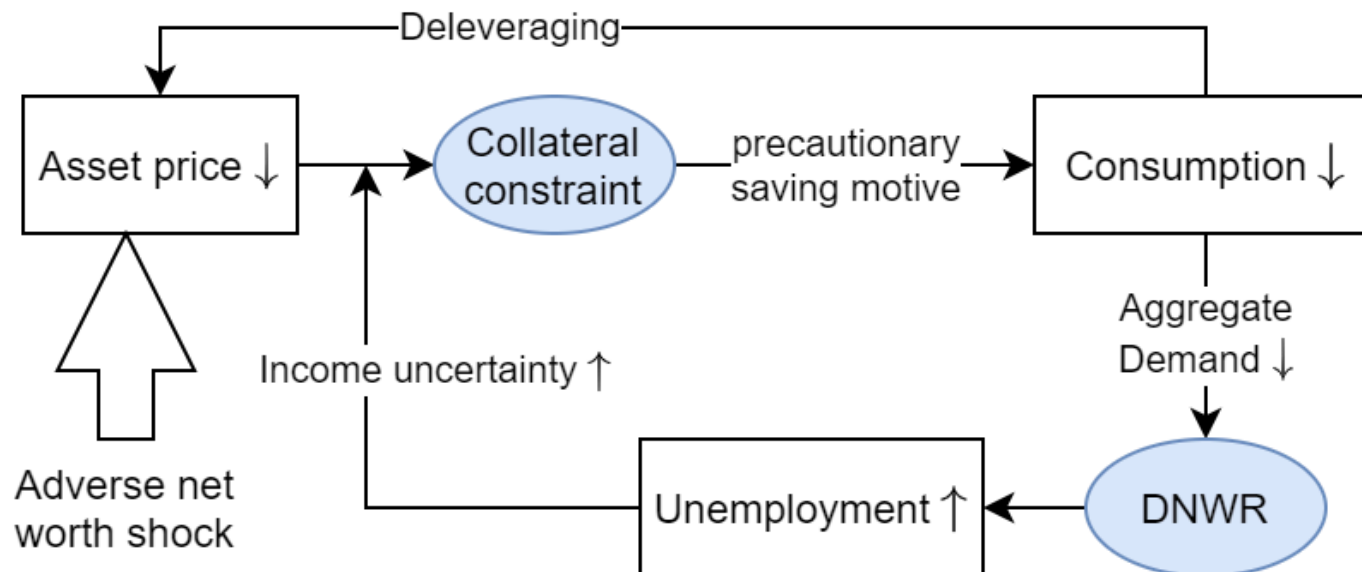 Deleveraging
Asset price ↓
Collateral
constraint
precautionary
saving motive
Consumption ↓
Aggregate
Demand ↓
Income uncertainty ↑
Adverse net
worth shock
Unemployment ↑
DNWR